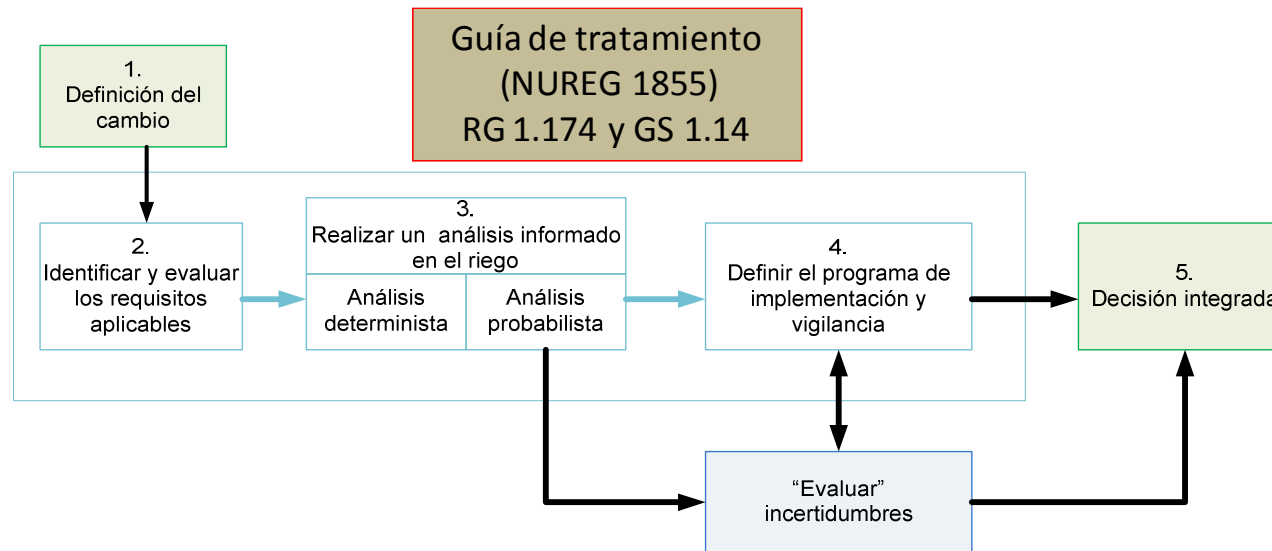 Guía de tratamiento
(NUREG 1855)
RG 1.174 y GS 1.14
1.
Definición del
cambio
2.
Identificar y evaluar
los requisitos
aplicables
3.
Realizar un análisis informado
en el riego
Análisis
determinista
Análisis
probabilista
4.
Definir el programa de
implementación y
vigilancia
5.
Decisión integrada
“Evaluar”
incertidumbres